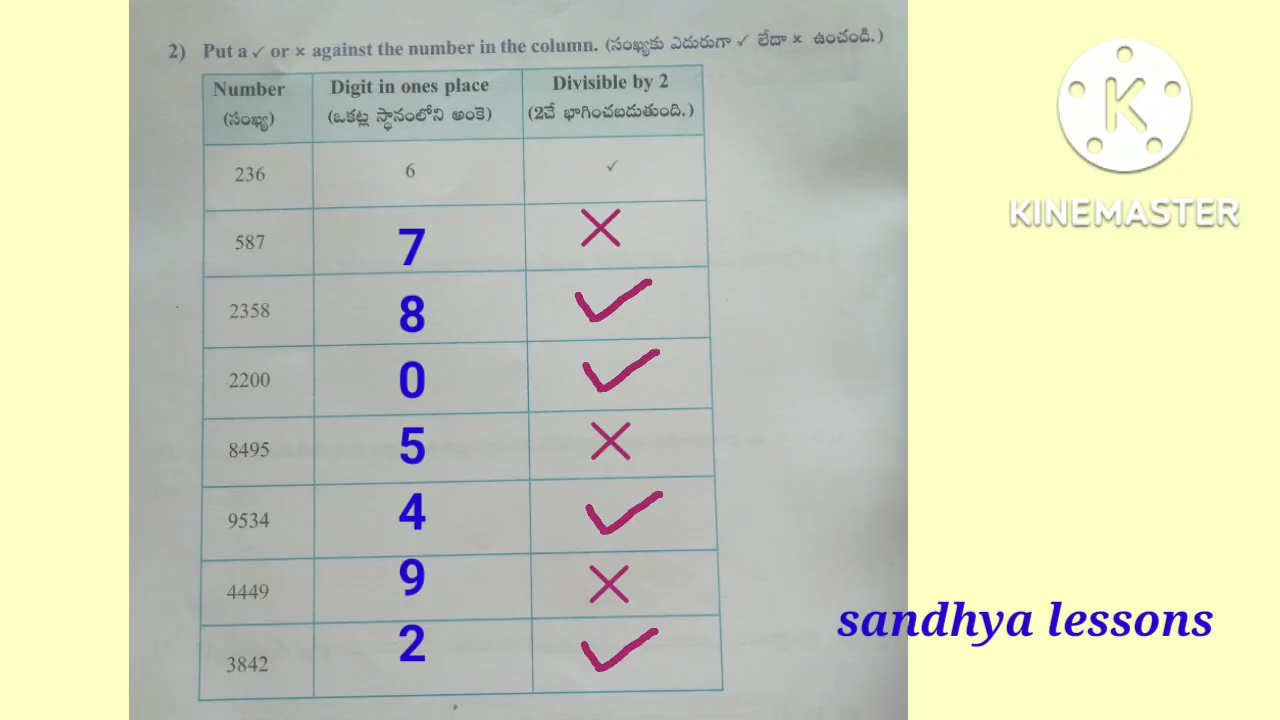 2) Put a ✓ or × against the number in the column. (సంఖ్యకు ఎదురుగా ✓ లేదా × ఉంచండి.)
Number Digit in ones place Divisible by 2
(సంఖ్య) (ఒకట్ల స్థానంలోని అంకె) (2చే భాగించబడుతుంది.)
236 6 ✓
587 7 ×
2358 8 ✓
2200 0 ✓
8495 5 ×
9534 4 ✓
4449 9 ×
3842 2 ✓
KINEMASTER
sandhya lessons